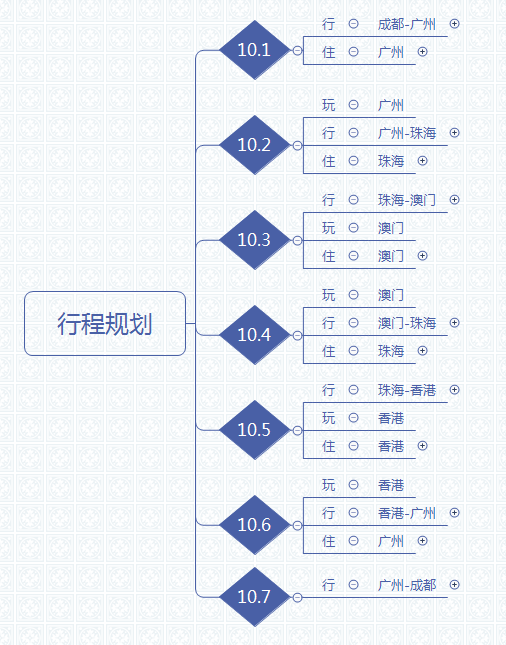 行程规划
10.1
行 成都-广州
住 广州
10.2
玩 广州
行 广州-珠海
住 珠海
10.3
行 珠海-澳门
玩 澳门
住 澳门
10.4
玩 澳门
行 澳门-珠海
住 珠海
10.5
行 珠海-香港
玩 香港
住 香港
10.6
玩 香港
行 香港-广州
住 广州
10.7
行 广州-成都